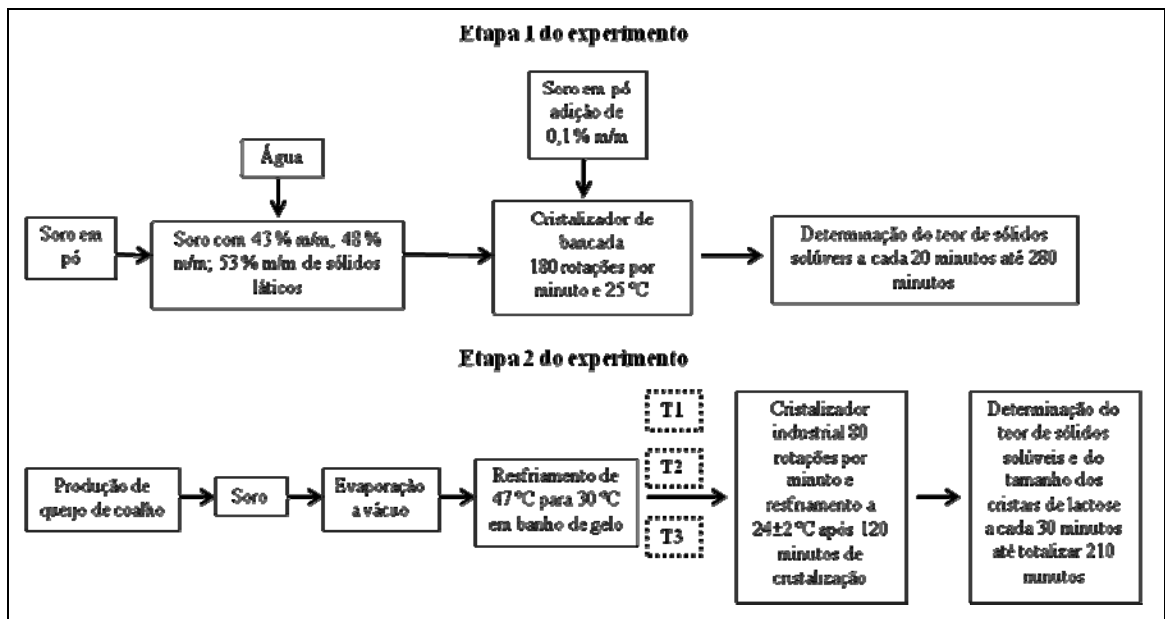 Etapa 1 do experimento
Soro em pó
adição de
0,1% m/m
Água
Soro em
pó
Soro com 43 % m/m, 48 %
m/m; 53 % m/m de sólidos
láticos
Cristalizador de
bancada
180 rotações por
minuto e 25 ºC
Determinação do teor de sólidos
solúveis a cada 20 minutos até 280
minutos
Etapa 2 do experimento
Produção de
queijo de coalho
Soro
Evaporação
a vácuo
Resfriamento de
47 ºC para 30 ºC
em banho de gelo
T1
T2
T3
Cristalizador
industrial 80
rotações por
minuto e
resfriamento a
24±2 ºC após 120
minutos de
cristalização
Determinação do
teor de sólidos
solúveis e do
tamanho dos
cristais de lactose
a cada 30 minutos
até totalizar 210
minutos